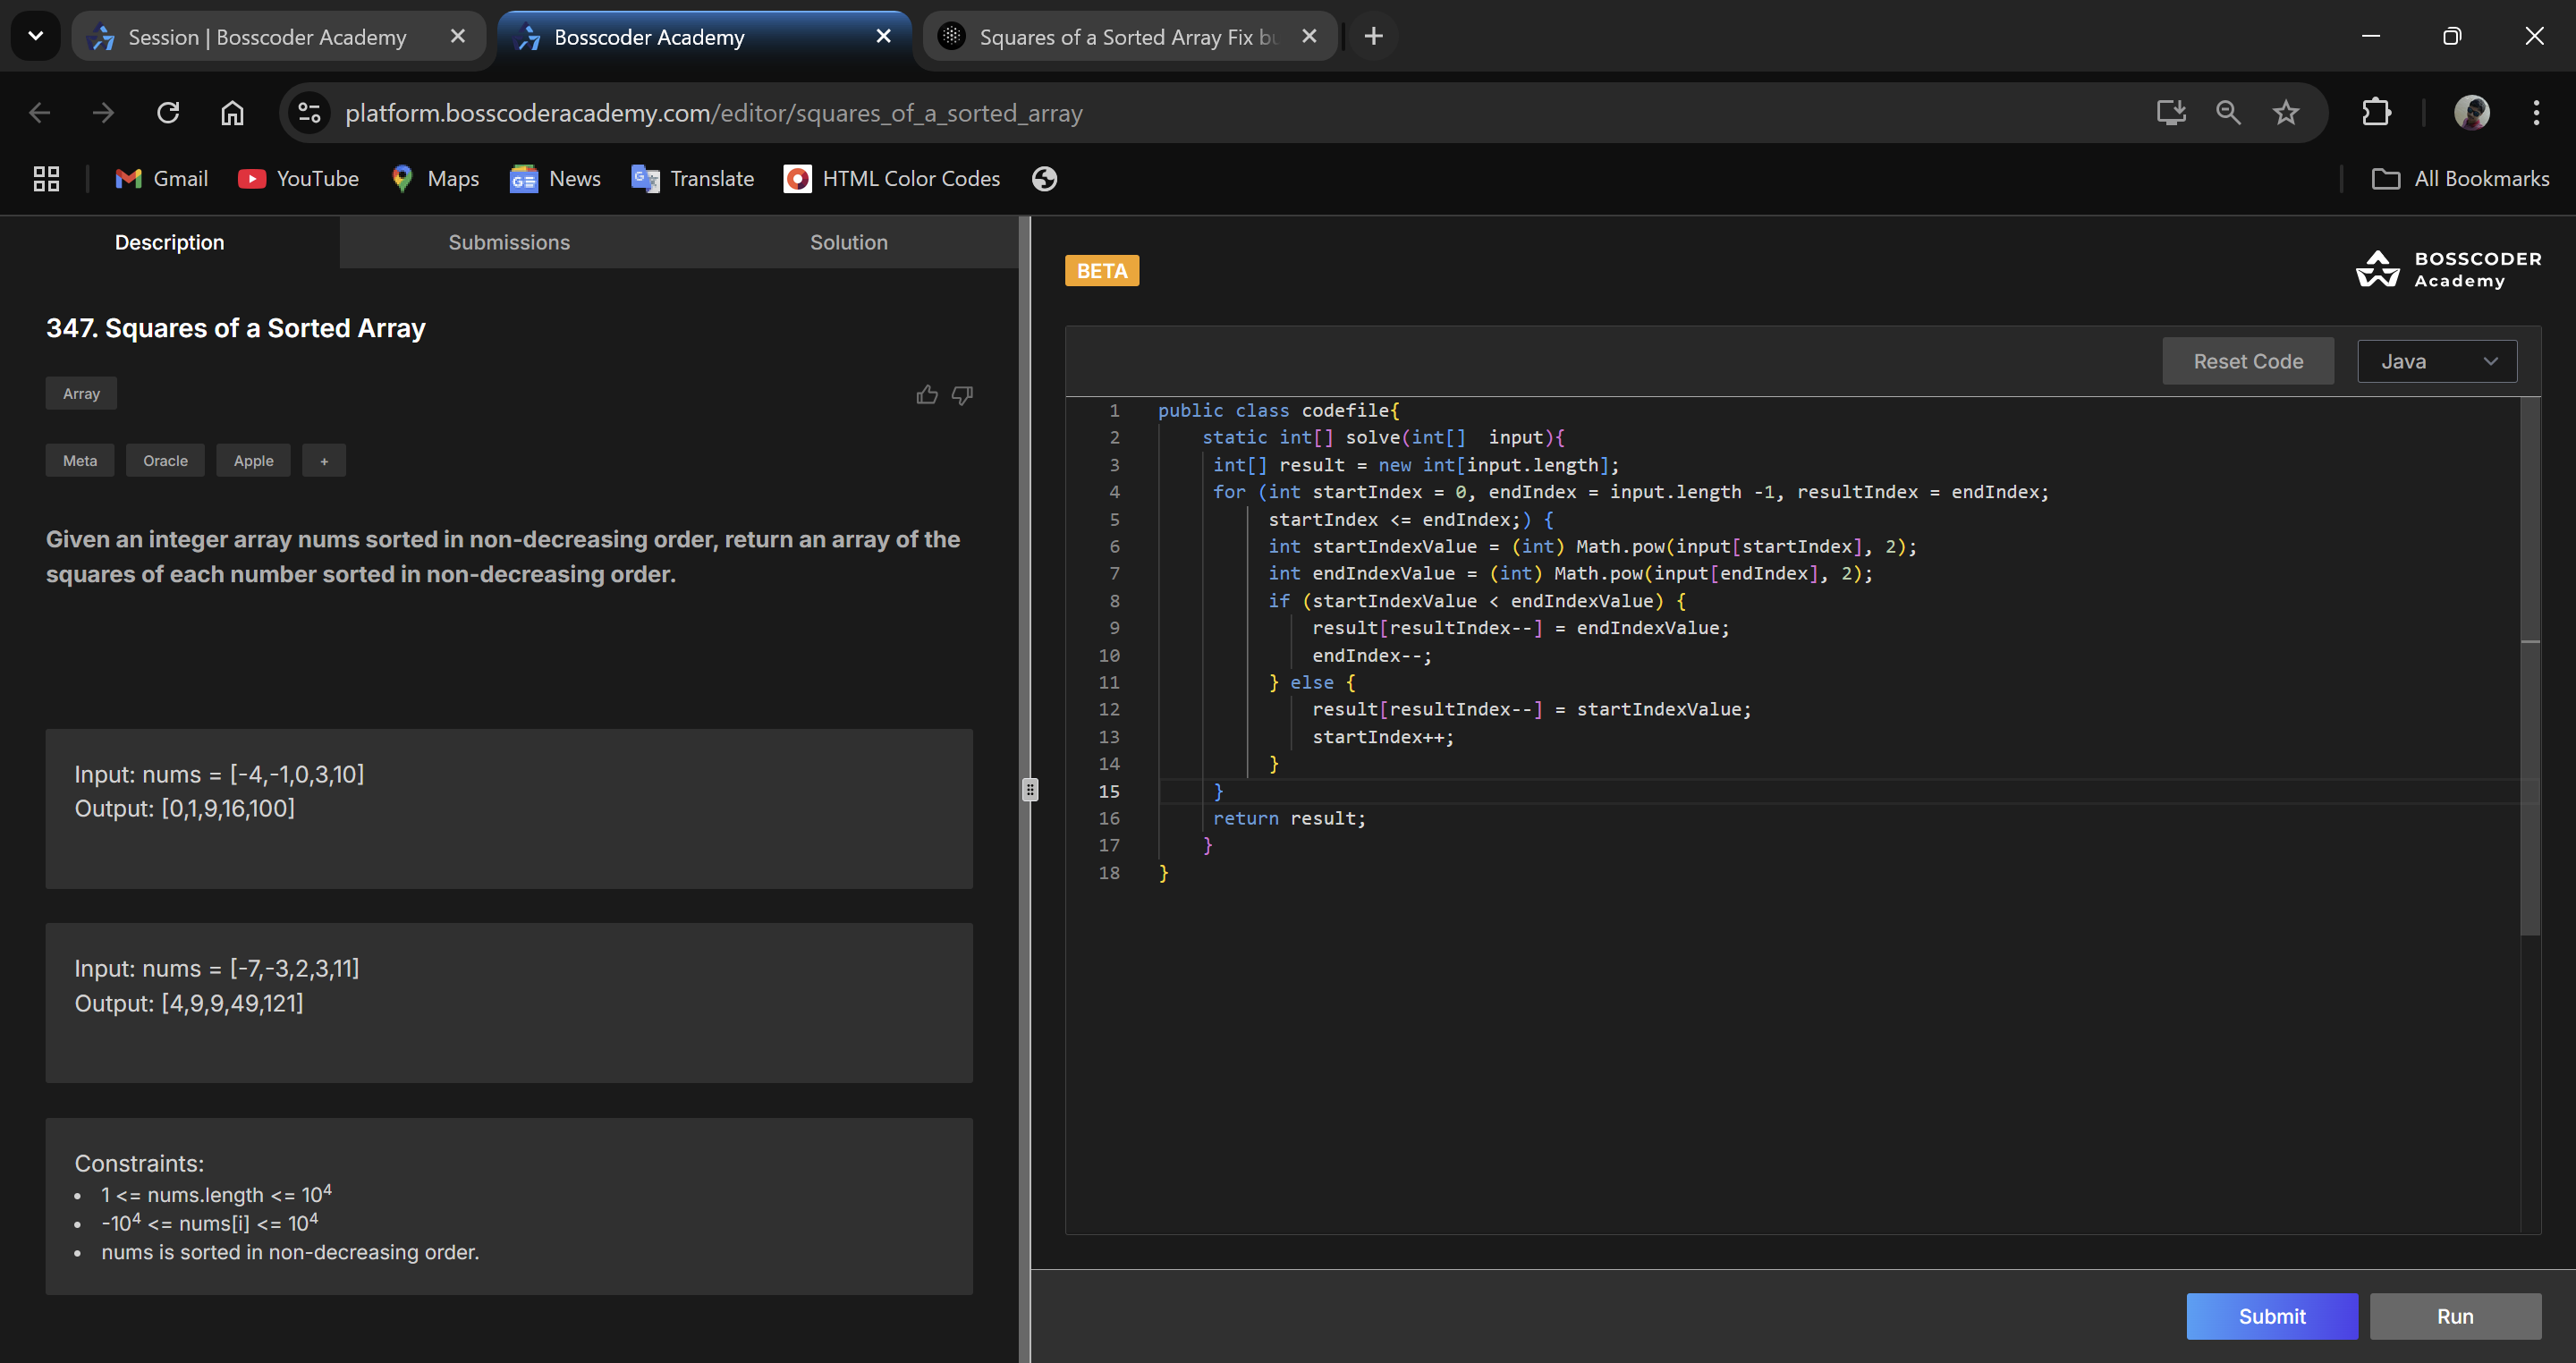 Session | Bosscoder Academy
Bosscoder Academy
Squares of a Sorted Array Fix bu
platform.bosscoderacademy.com/editor/squares_of_a_sorted_array
Gmail
YouTube
Maps
News
Translate
HTML Color Codes
All Bookmarks
Description
Submissions
Solution
347. Squares of a Sorted Array
Array
Meta
Oracle
Apple
+
Given an integer array nums sorted in non-decreasing order, return an array of the
squares of each number sorted in non-decreasing order.
Input: nums = [-4,-1,0,3,10]
Output: [0,1,9,16,100]
Input: nums = [-7,-3,2,3,11]
Output: [4,9,9,49,121]
Constraints:
• 1 <= nums.length <= 10⁴
• -10⁴ <= nums[i] <= 10⁴
• nums is sorted in non-decreasing order.
BETA
BOSSCODER
Academy
Reset Code
Java
1 public class codefile{
2 static int[] solve(int[]  input){
3 int[] result = new int[input.length];
4 for (int startIndex = 0, endIndex = input.length -1, resultIndex = endIndex;
5 startIndex <= endIndex;) {
6 int startIndexValue = (int) Math.pow(input[startIndex], 2);
7 int endIndexValue = (int) Math.pow(input[endIndex], 2);
8 if (startIndexValue < endIndexValue) {
9 result[resultIndex--] = endIndexValue;
10 endIndex--;
11 } else {
12 result[resultIndex--] = startIndexValue;
13 startIndex++;
14 }
15 }
16 return result;
17 }
18 }
Submit
Run